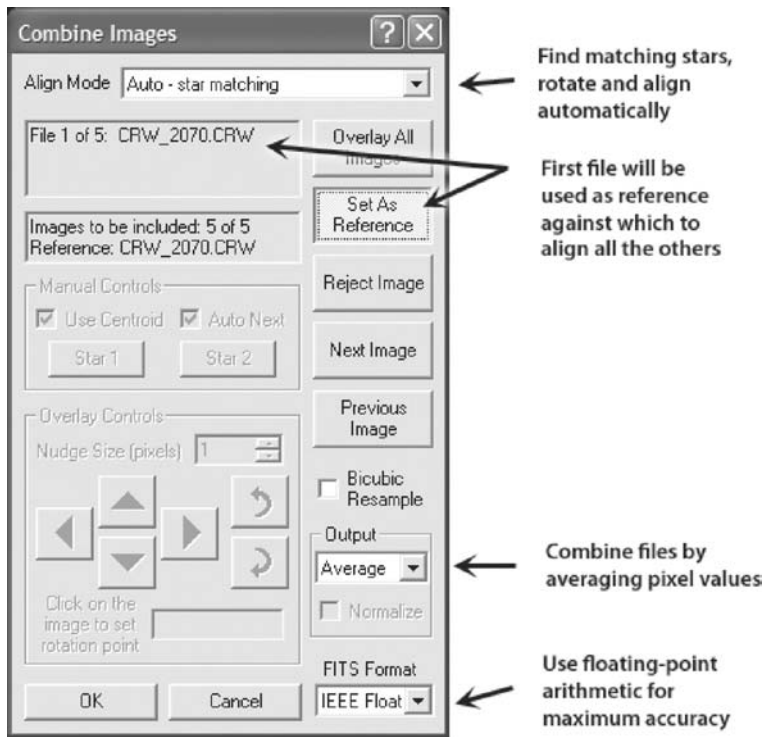 Combine Images
Align Mode
Auto - star matching
File 1 of 5: CRW_2070.CRW
Images to be included: 5 of 5
Reference: CRW_2070.CRW
Manual Controls
Use Centroid
Auto Next
Star 1
Star 2
Overlay Controls
Nudge Size (pixels)
1
Click on the
image to set
rotation point
OK
Cancel
Overlay All
Images
Set As
Reference
Reject Image
Next Image
Previous
Image
Bicubic
Resample
Output
Average
Normalize
FITS Format
IEEE Float
Find matching stars,
rotate and align
automatically
First file will be
used as reference
against which to
align all the others
Combine files by
averaging pixel values
Use floating-point
arithmetic for
maximum accuracy